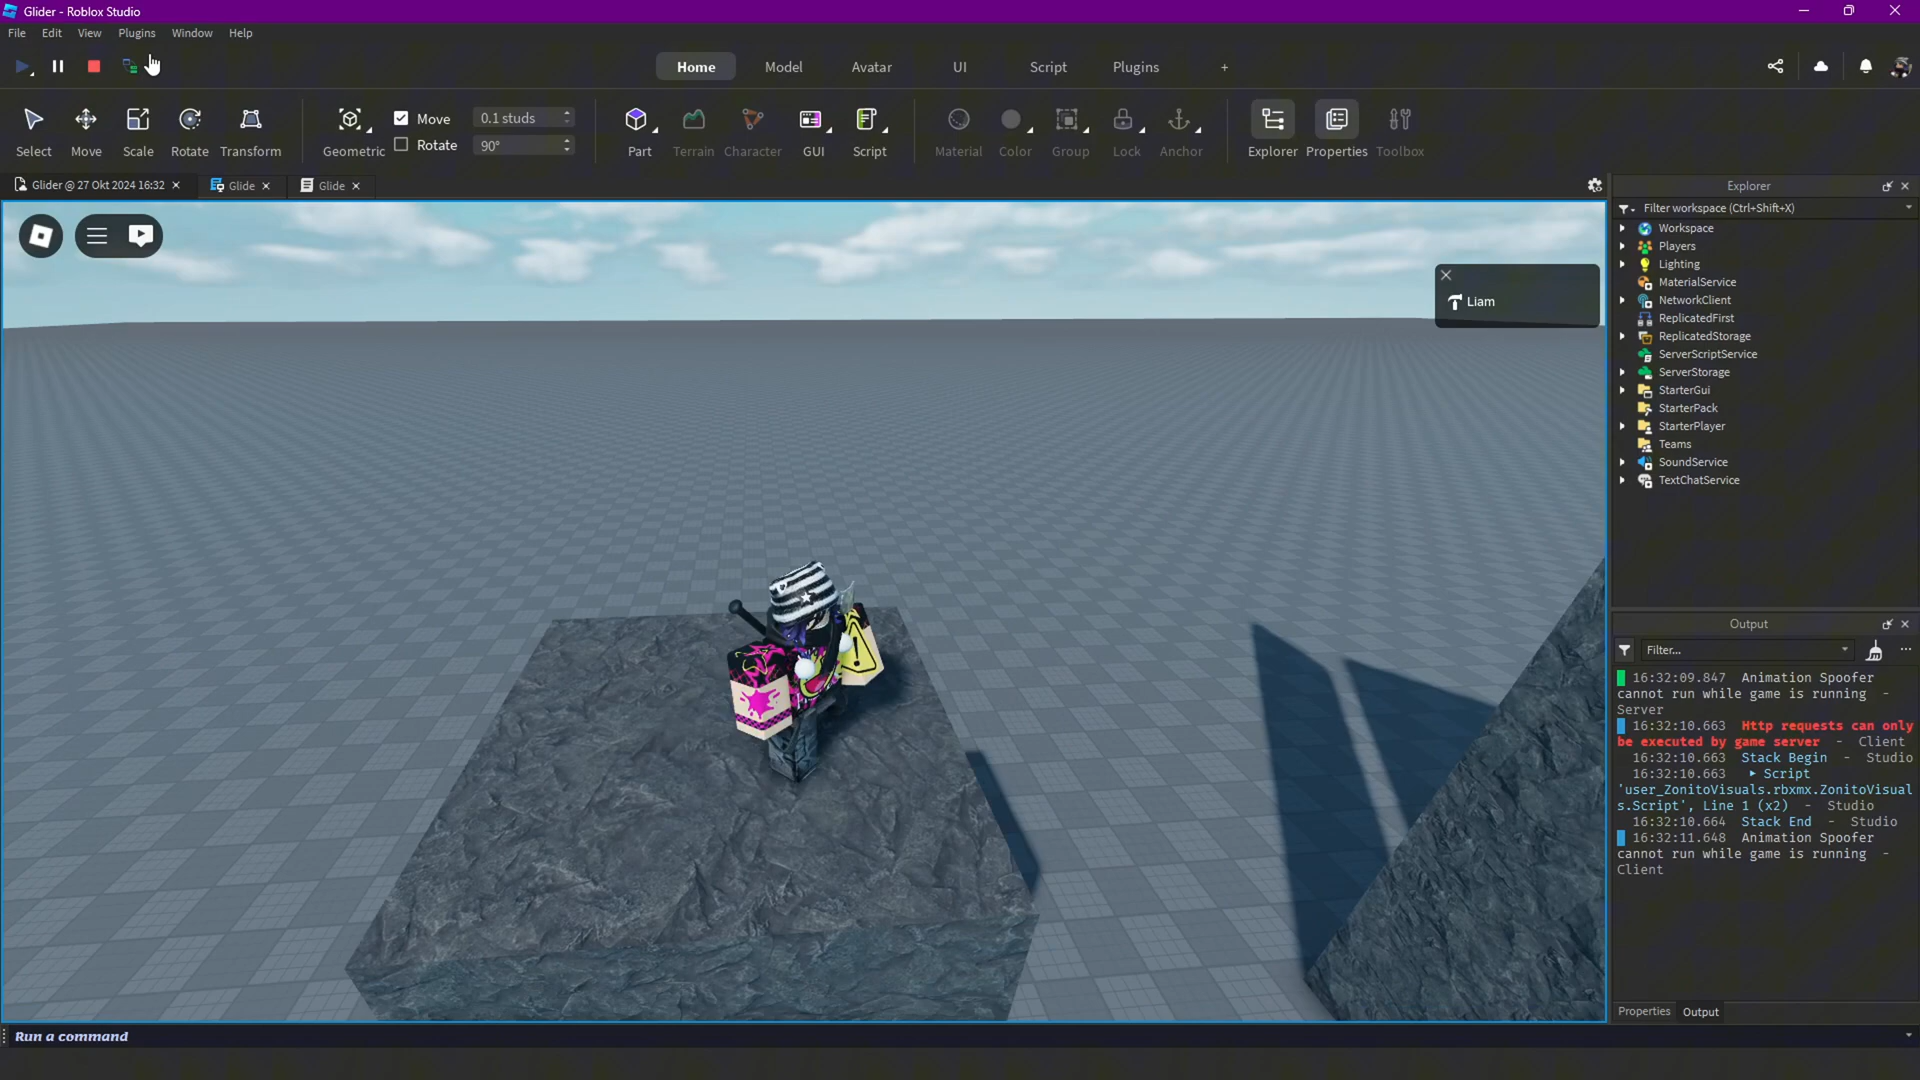 Glider - Roblox Studio
File Edit View Plugins Window Help
Home Model Avatar UI Script Plugins +
Select Move Scale Rotate Transform
Geometric
Move 0.1 studs
Rotate 90°
Part Terrain Character GUI Script
Material Color Group Lock Anchor
Explorer Properties Toolbox
Glider @ 27 Okt 2024 16:32 Glide Glide
Liam
Explorer
Filter workspace (Ctrl+Shift+X)
Workspace
Players
Lighting
MaterialService
NetworkClient
ReplicatedFirst
ReplicatedStorage
ServerScriptService
ServerStorage
StarterGui
StarterPack
StarterPlayer
Teams
SoundService
TextChatService
Output
Filter...
16:32:09.847 Animation Spoofer
cannot run while game is running -
Server
16:32:10.663 Http requests can only
be executed by game server - Client
16:32:10.663 Stack Begin - Studio
16:32:10.663 Script
'user_ZonitoVisuals.rbxmx.ZonitoVisual
s.Script', Line 1 (x2) - Studio
16:32:10.664 Stack End - Studio
16:32:11.648 Animation Spoofer
cannot run while game is running -
Client
Properties Output
Run a command